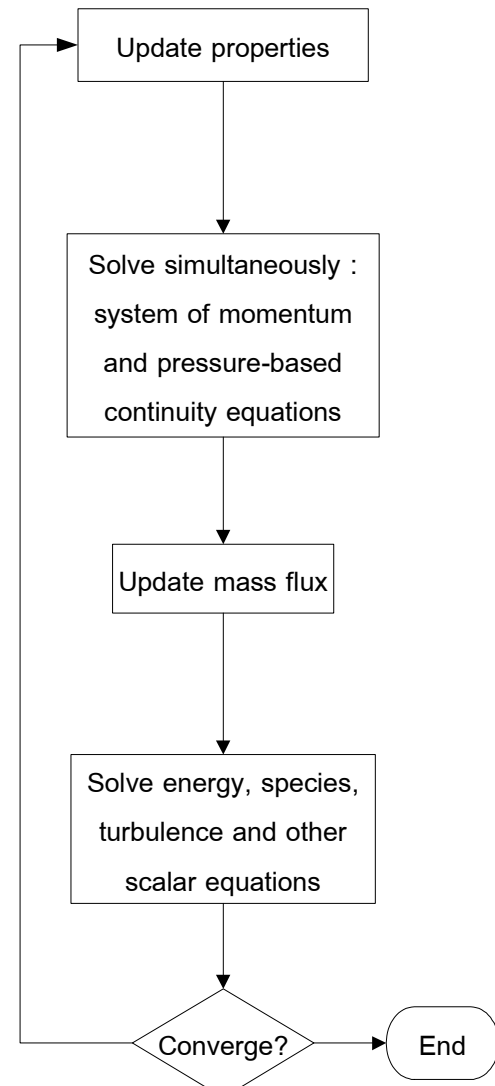 Update properties
Solve simultaneously :
system of momentum
and pressure-based
continuity equations
Update mass flux
Solve energy, species,
turbulence and other
scalar equations
Converge?
End